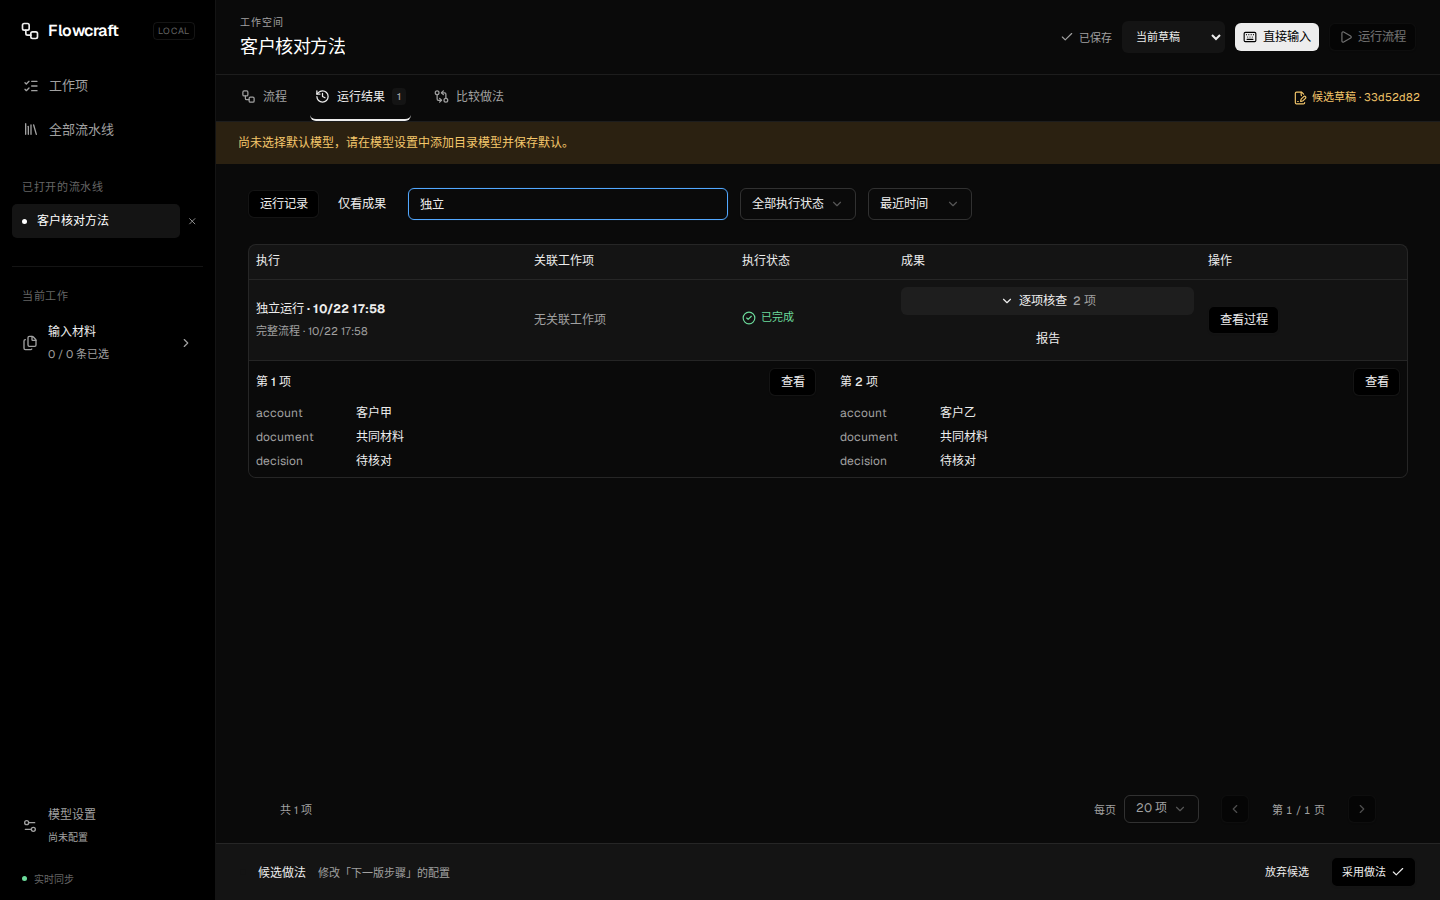 Flowcraft
LOCAL
工作项
全部流水线
已打开的流水线
客户核对方法
当前工作
输入材料
0 / 0 条已选
模型设置
尚未配置
实时同步
工作空间
客户核对方法
已保存
当前草稿
直接输入
运行流程
流程
运行结果 1
比较做法
候选草稿 · 33d52d82
尚未选择默认模型，请在模型设置中添加目录模型并保存默认。
运行记录
仅看成果
独立
全部执行状态
最近时间
执行 关联工作项 执行状态 成果 操作
独立运行 · 10/22 17:58
完整流程 · 10/22 17:58
无关联工作项
已完成
逐项核查 2 项
报告
查看过程
第 1 项
查看
account 客户甲
document 共同材料
decision 待核对
第 2 项
查看
account 客户乙
document 共同材料
decision 待核对
共 1 项
每页
20 项
第 1 / 1 页
候选做法 修改「下一版步骤」的配置
放弃候选
采用做法